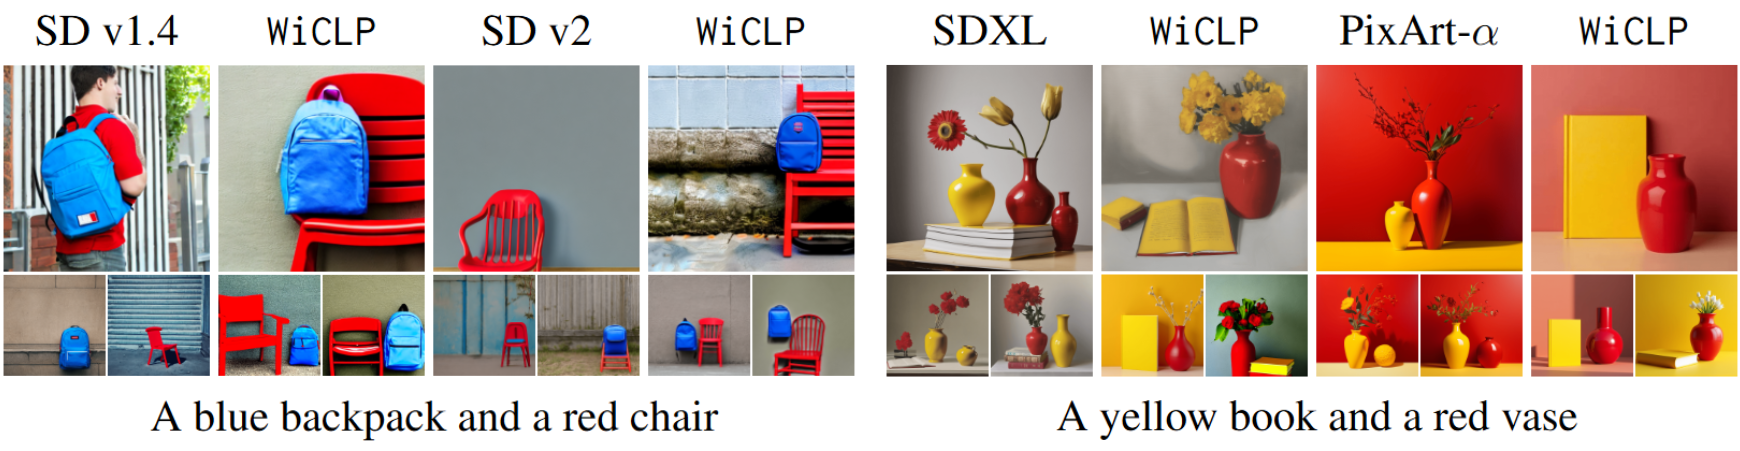 SD v1.4 WiCLP SD v2 WiCLP SDXL WiCLP PixArt-α WiCLP
A blue backpack and a red chair A yellow book and a red vase